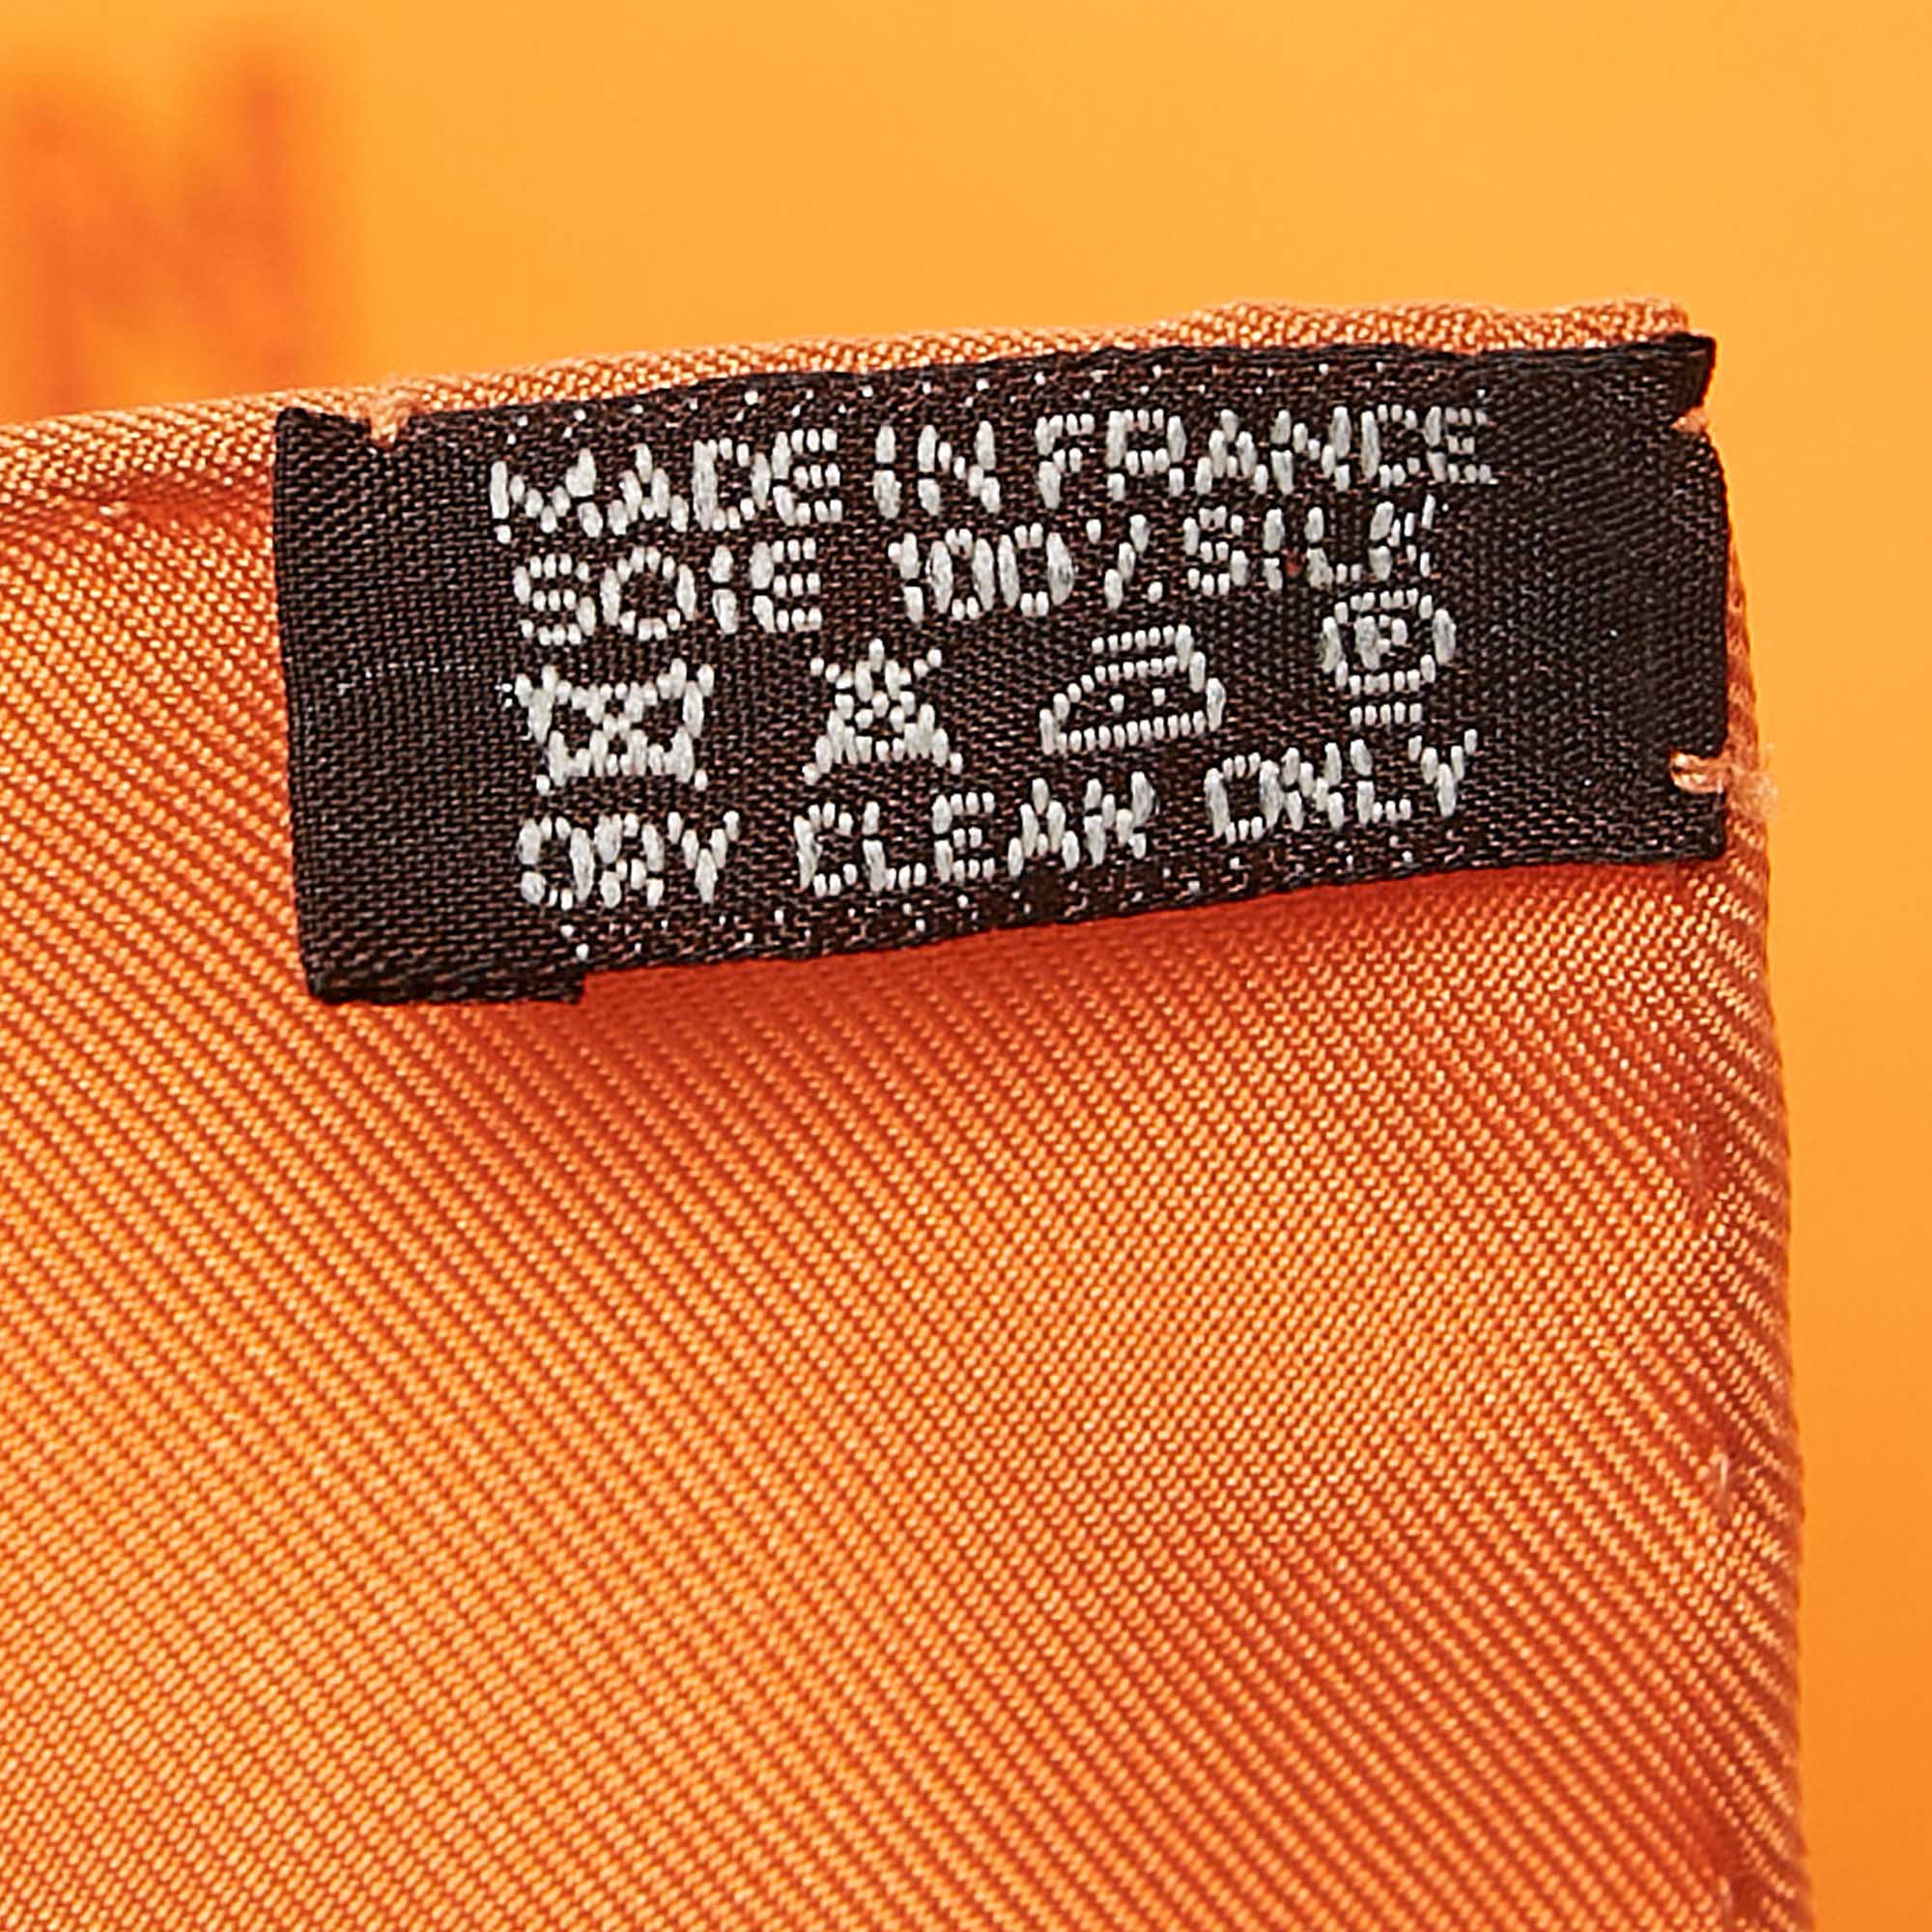 MADE IN FRANCE
SOIE 100% SILK
P
DRY CLEAN ONLY